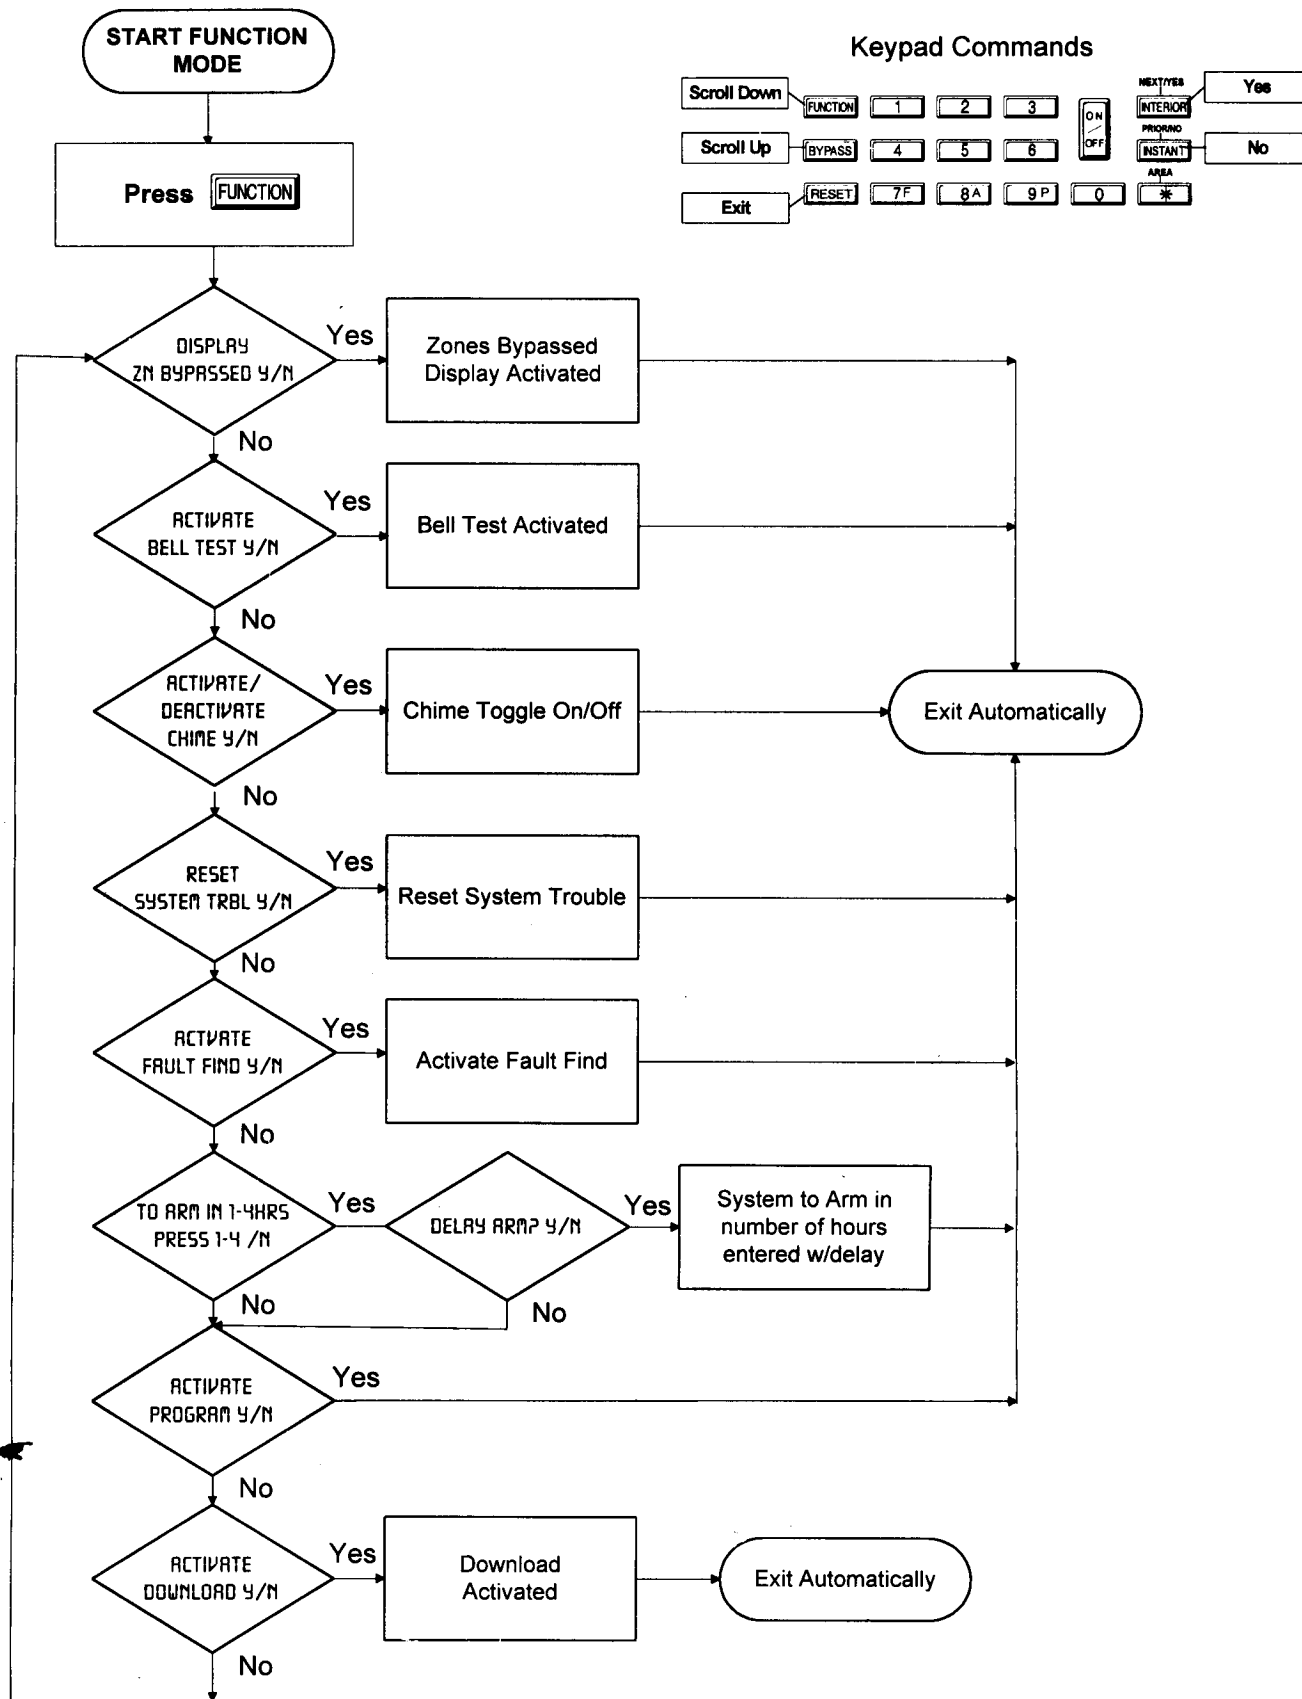 START FUNCTION
MODE
Keypad Commands
Scroll Down
FUNCTION
1
2
3
ON
OFF
NEXT/YES
INTERIOR
Yes
Scroll Up
BYPASS
4
5
6
PRIOR/NO
INSTANT
No
Exit
RESET
7 F
8 A
9 P
0
AREA
*
Press FUNCTION
DISPLAY
ZN BYPASSED Y/N
Yes
Zones Bypassed
Display Activated
No
ACTIVATE
BELL TEST Y/N
Yes
Bell Test Activated
No
ACTIVATE/
DEACTIVATE
CHIME Y/N
Yes
Chime Toggle On/Off
Exit Automatically
No
RESET
SYSTEM TRBL Y/N
Yes
Reset System Trouble
No
ACTVATE
FAULT FIND Y/N
Yes
Activate Fault Find
No
TO ARM IN 1-4HRS
PRESS 1-4 /N
Yes
DELAY ARM? Y/N
Yes
System to Arm in
number of hours
entered w/delay
No
No
ACTIVATE
PROGRAM Y/N
Yes
No
ACTIVATE
DOWNLOAD Y/N
Yes
Download
Activated
Exit Automatically
No